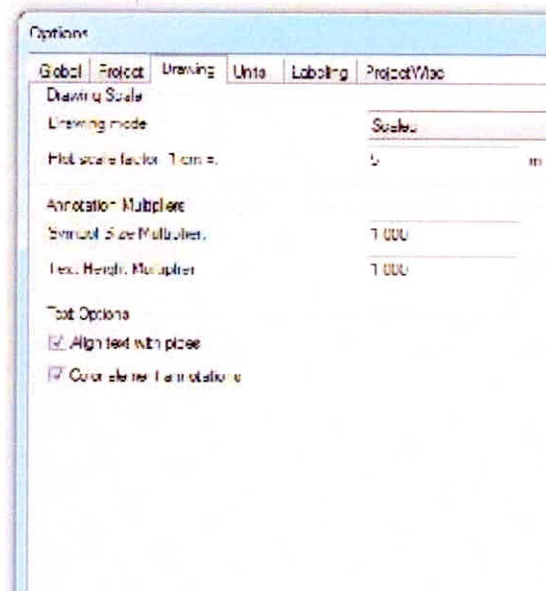 Options
Global Project Drawing Units Labeling ProjectWise
Drawing Scale
Drawing mode Scaled
Plot scale factor 1 cm =: 5 m
Annotation Multipliers
Symbol Size Multiplier: 1.000
Text Height Multiplier 1.000
Text Options
Align text with pipes
Color element annotations